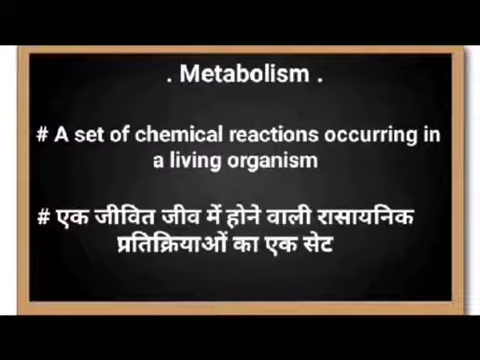 . Metabolism .
# A set of chemical reactions occurring in
a living organism
# एक जीवित जीव में होने वाली रासायनिक
प्रतिक्रियाओं का एक सेट